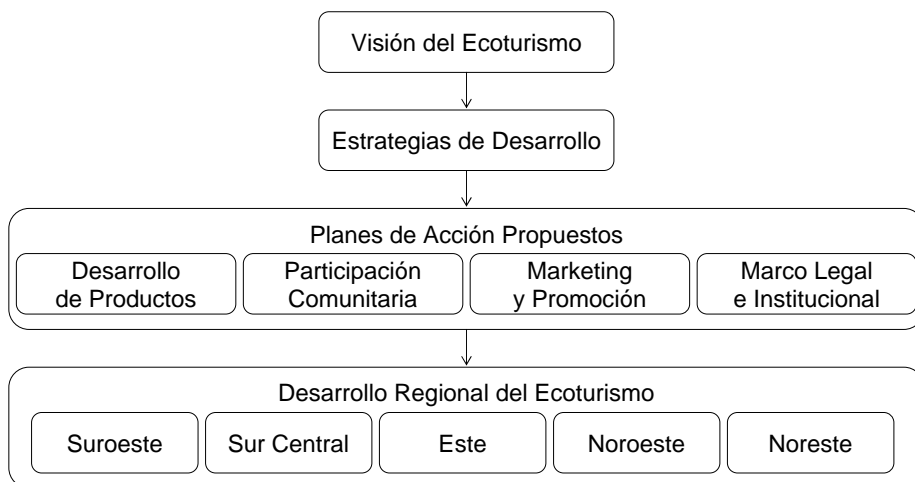 Visión del Ecoturismo
Estrategias de Desarrollo
Planes de Acción Propuestos
Desarrollo
de Productos
Participación
Comunitaria
Marketing
y Promoción
Marco Legal
e Institucional
Desarrollo Regional del Ecoturismo
Suroeste
Sur Central
Este
Noroeste
Noreste